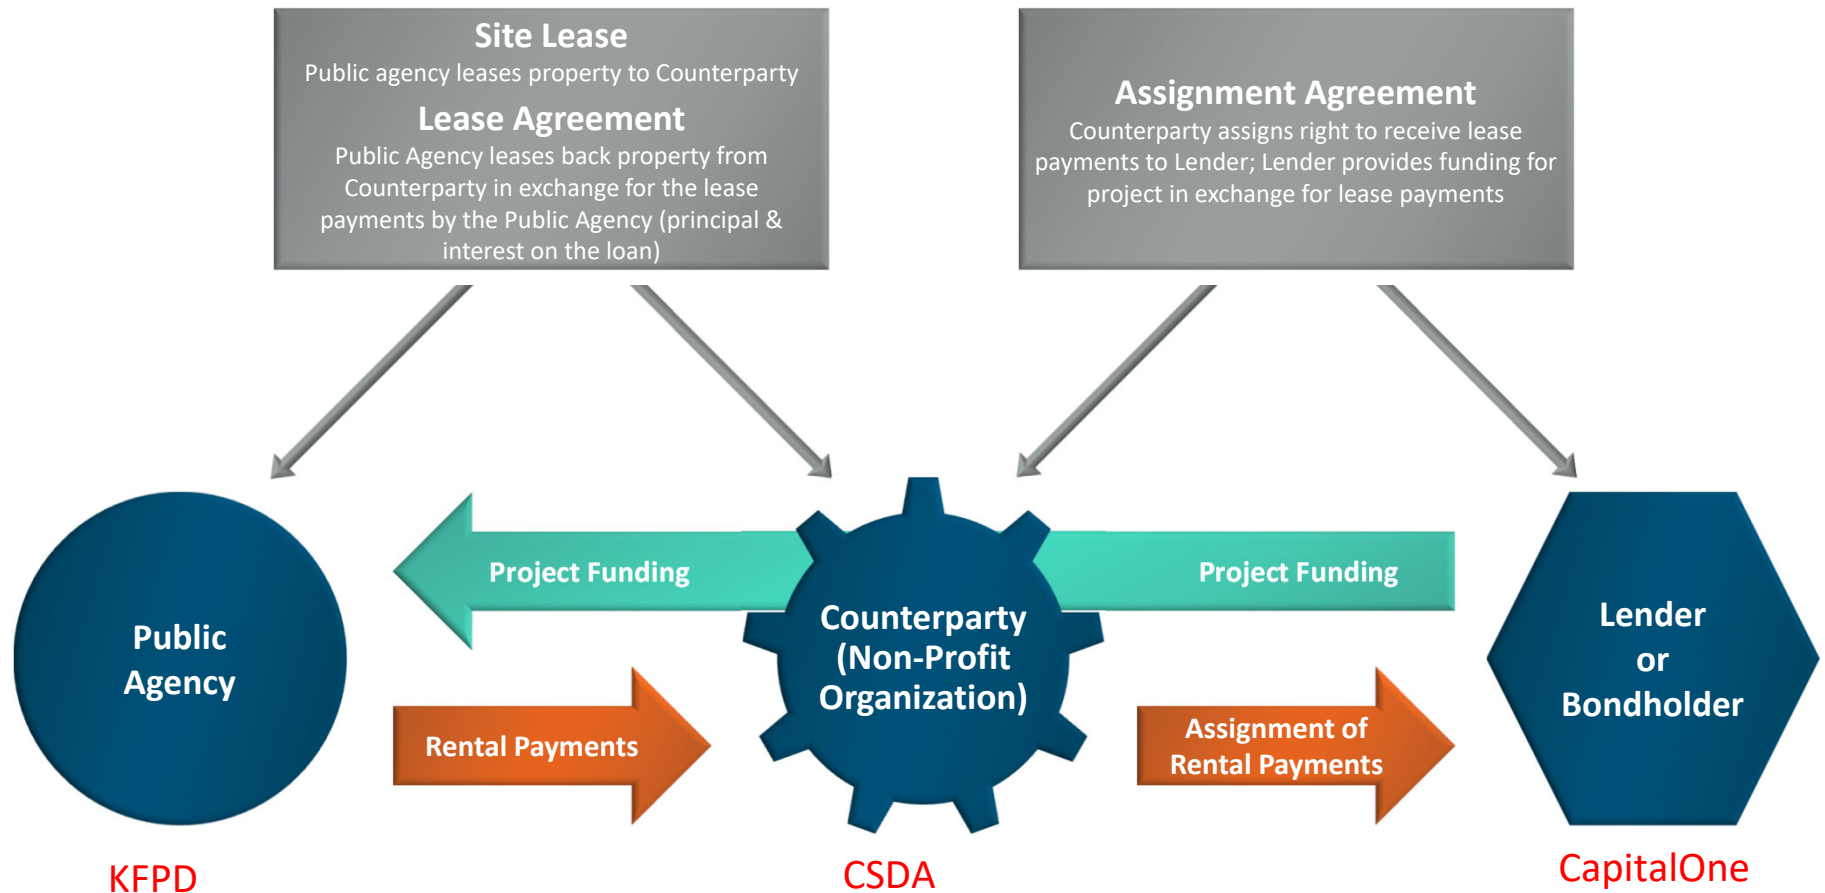 Site Lease
Public agency leases property to Counterparty
Lease Agreement
Public Agency leases back property from
Counterparty in exchange for the lease
payments by the Public Agency (principal &
interest on the loan)
Assignment Agreement
Counterparty assigns right to receive lease
payments to Lender; Lender provides funding for
project in exchange for lease payments
Project Funding
Project Funding
Public
Agency
Counterparty
(Non-Profit
Organization)
Lender
or
Bondholder
Rental Payments
Assignment of
Rental Payments
KFPD
CSDA
CapitalOne